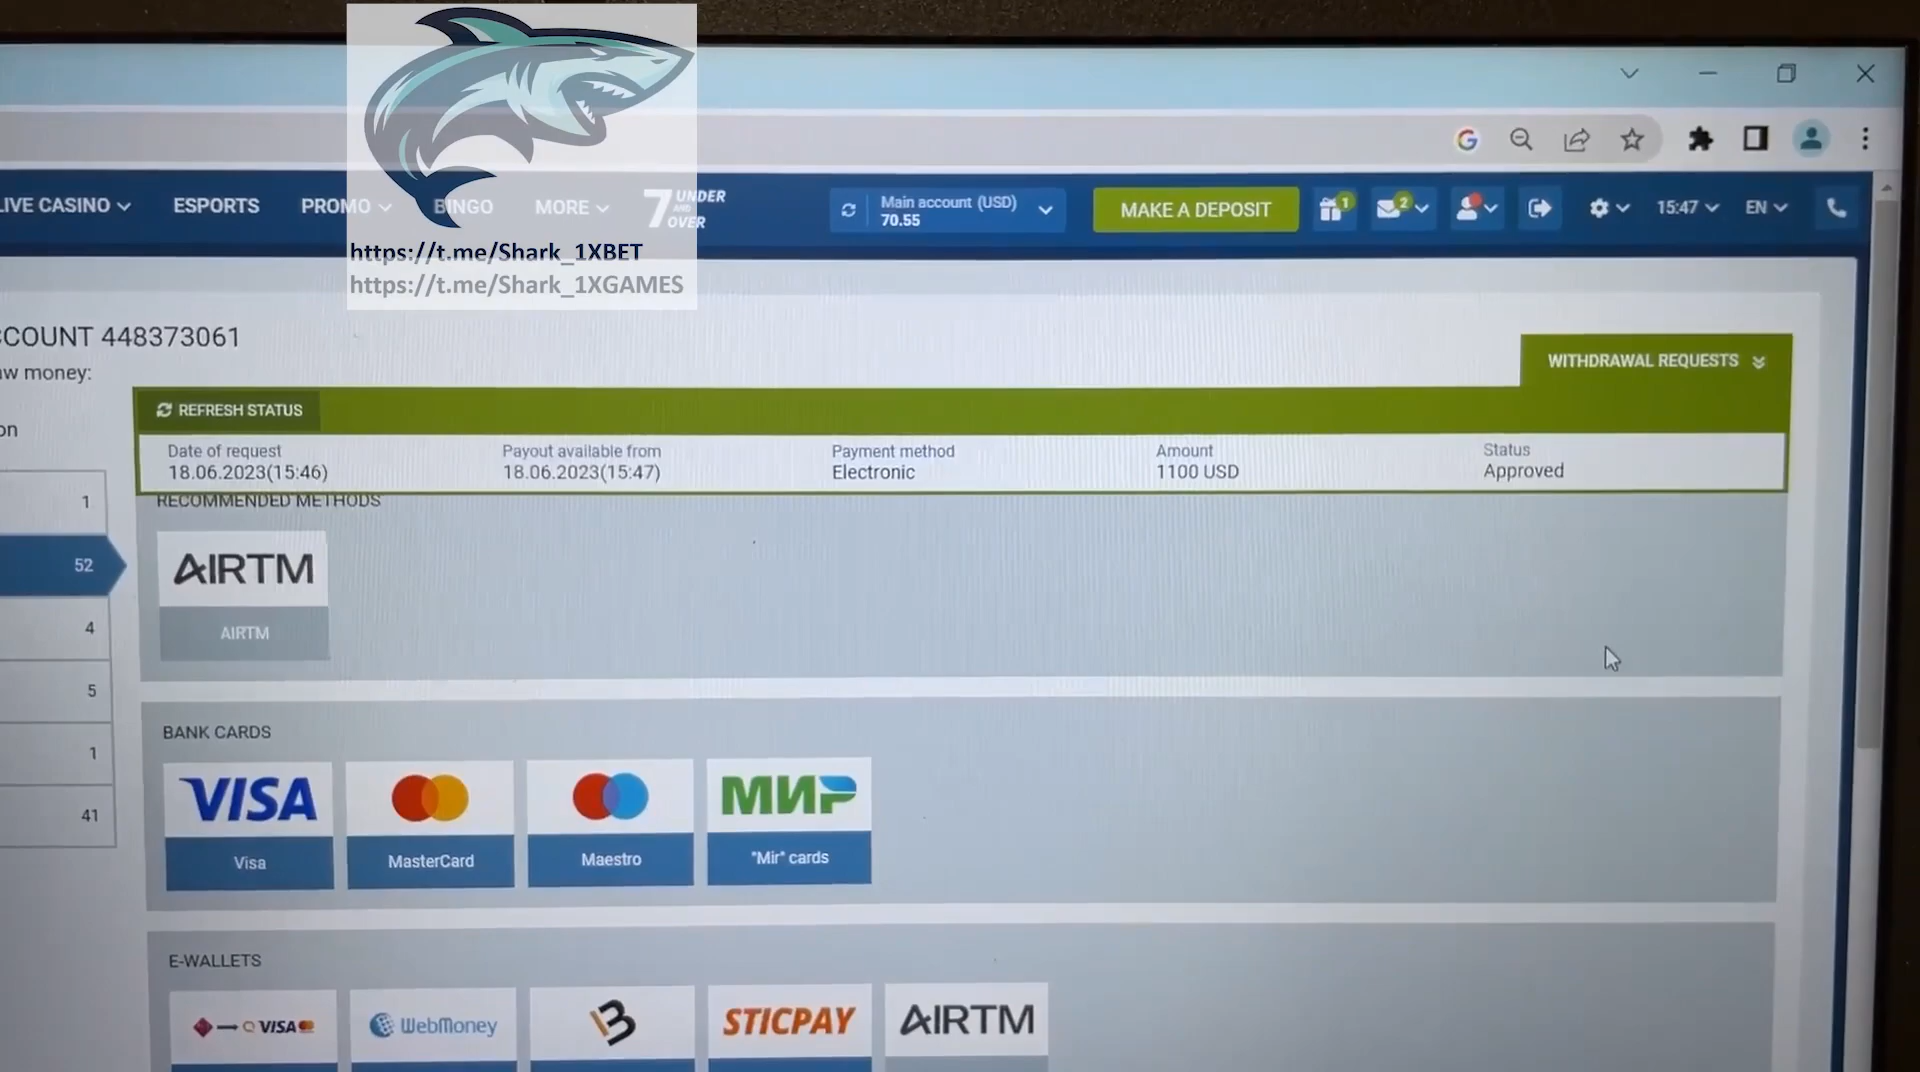 LIVE CASINO
ESPORTS
PROMO
BINGO
MORE
7 UNDER AND OVER
Main account (USD)
70.55
MAKE A DEPOSIT
1
2
15:47
EN
https://t.me/Shark_1XBET
https://t.me/Shark_1XGAMES
COUNT 448373061
aw money:
on
WITHDRAWAL REQUESTS
REFRESH STATUS
Date of request
18.06.2023(15:46)
Payout available from
18.06.2023(15:47)
Payment method
Electronic
Amount
1100 USD
Status
Approved
1
52
4
5
1
41
RECOMMENDED METHODS
AIRTM
AIRTM
BANK CARDS
VISA
МИР
Visa
MasterCard
Maestro
"Mir" cards
E-WALLETS
VISA
WebMoney
STICPAY
AIRTM